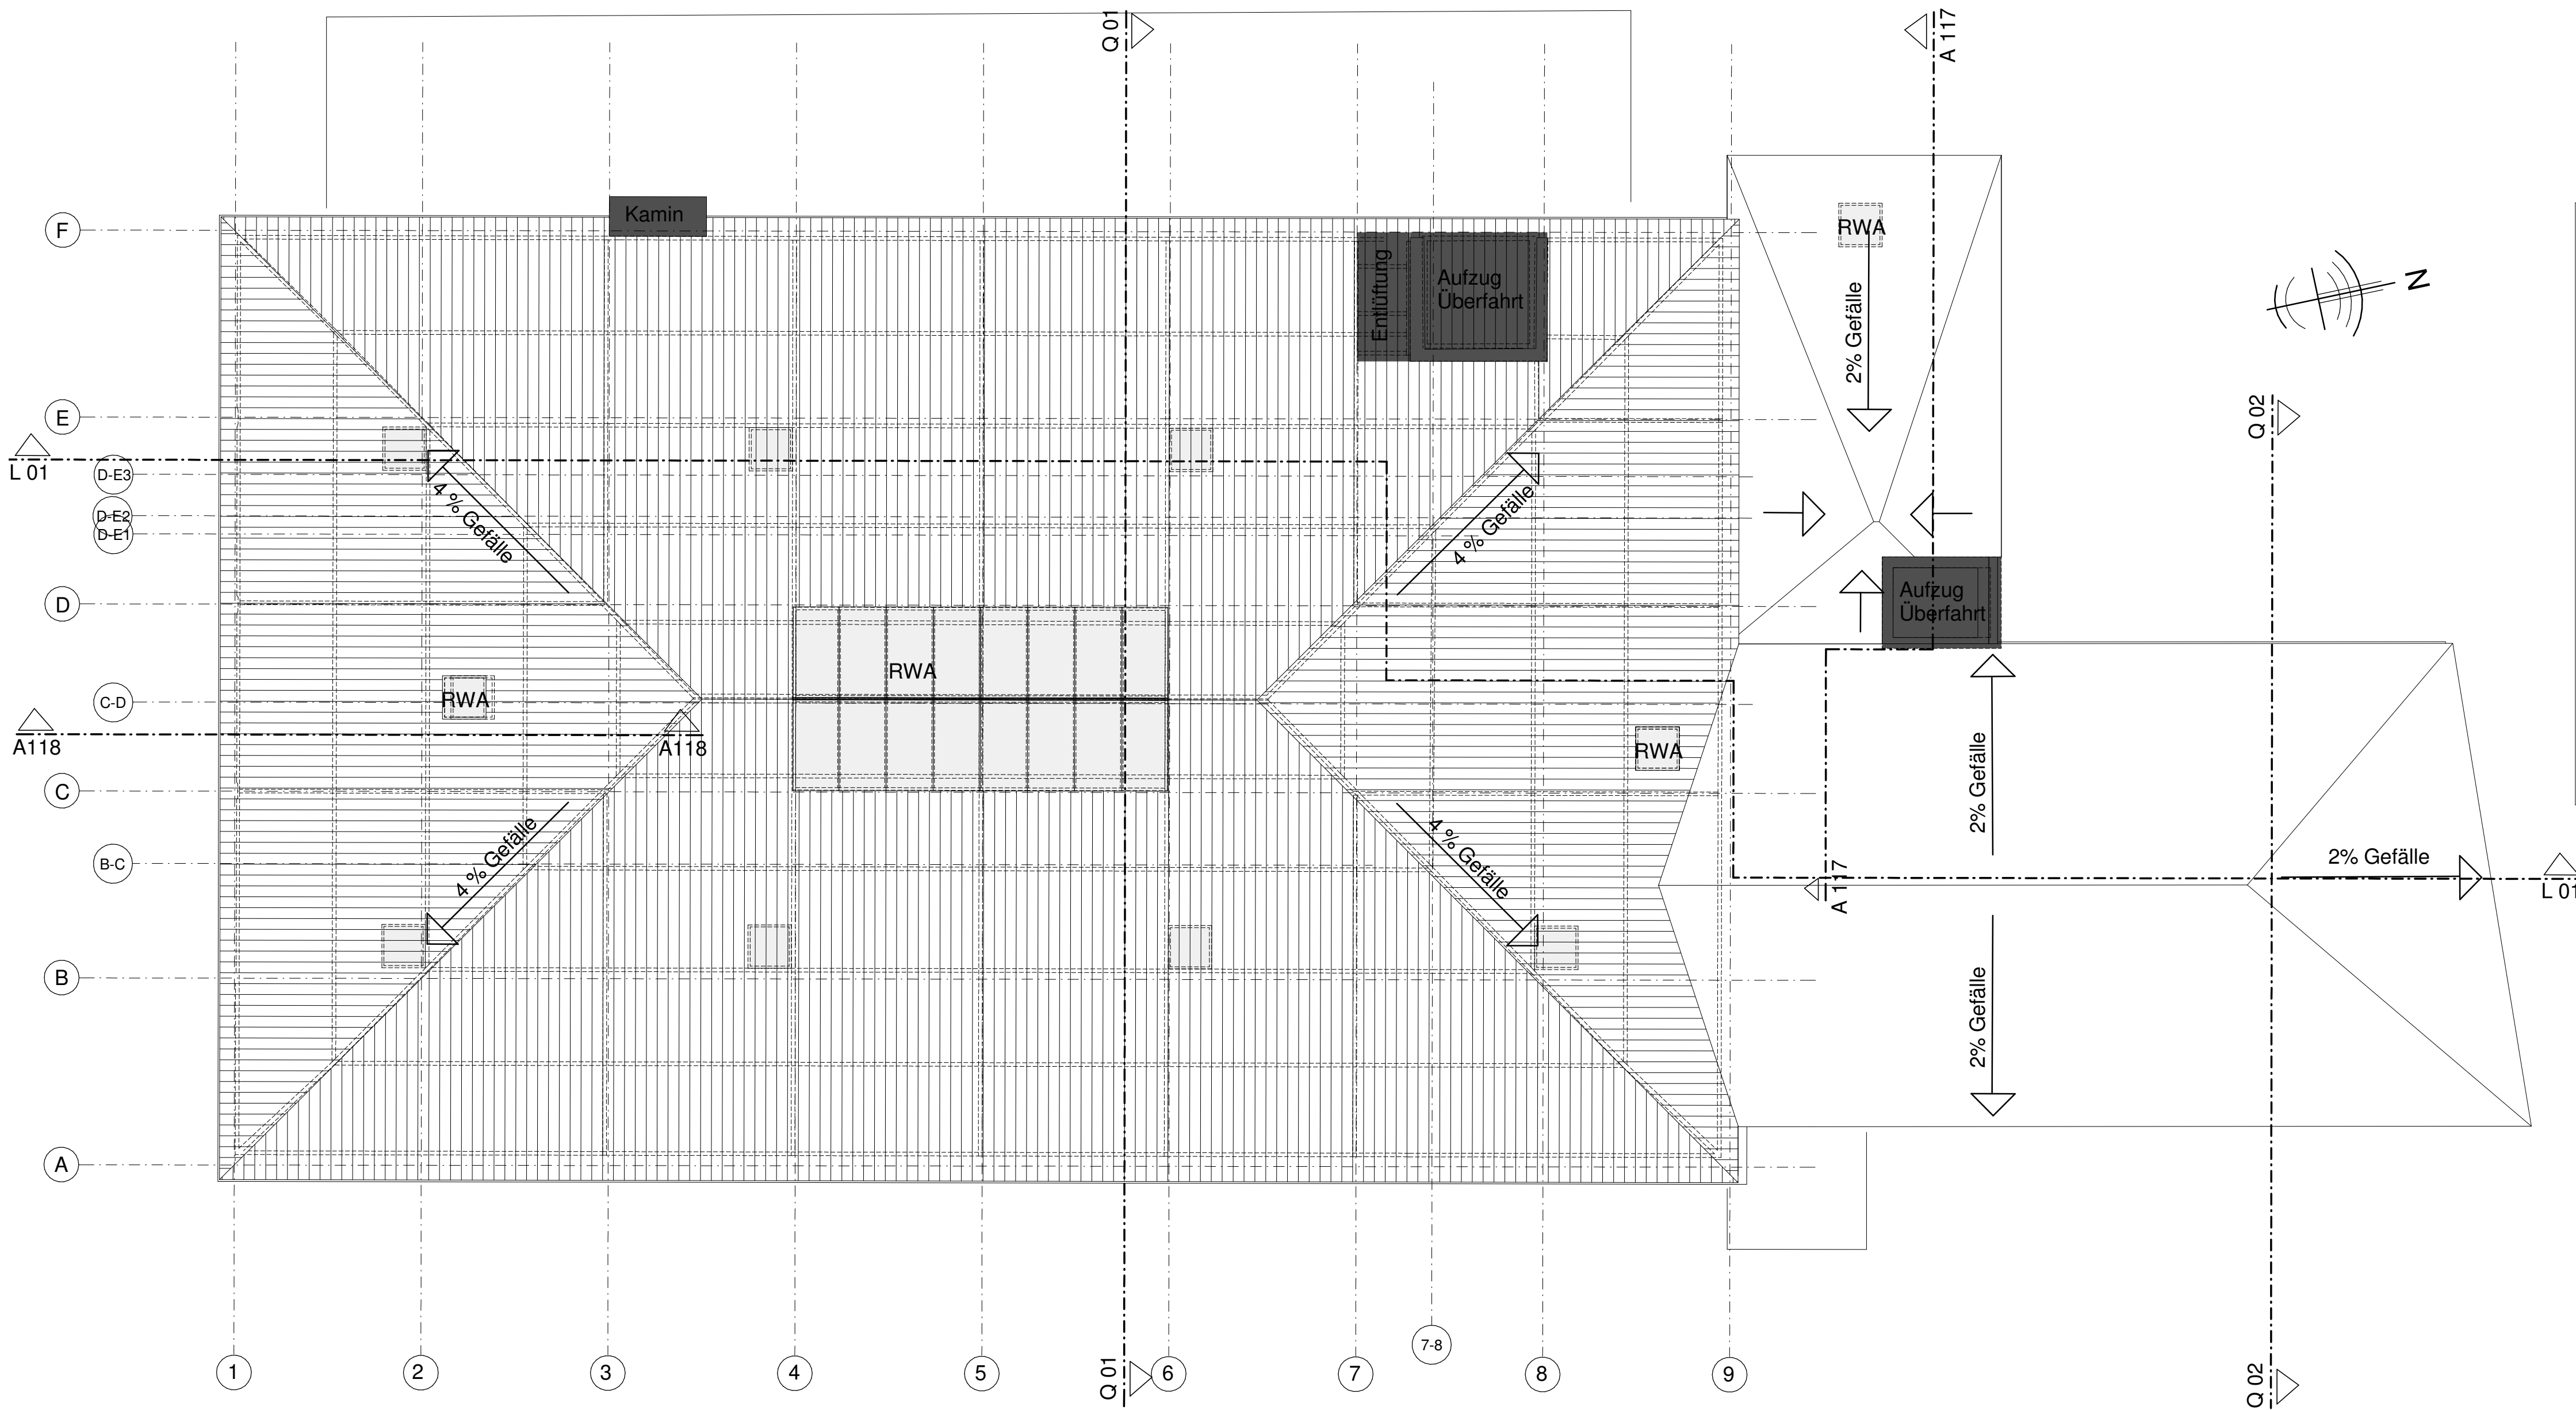 Q 01
A 117
Kamin
F
RWA
Entlüftung
Aufzug
Überfahrt
N
2% Gefälle
E
Q 02
L 01
D-E3
4 % Gefälle
4 % Gefälle
D-E2
D-E1
D
Aufzug
Überfahrt
RWA
C-D
RWA
A118
A118
RWA
2% Gefälle
C
4 % Gefälle
4 % Gefälle
B-C
2% Gefälle
A 117
L 01
B
2% Gefälle
A
7-8
1
2
3
4
5
Q 01
6
7
8
9
Q 02